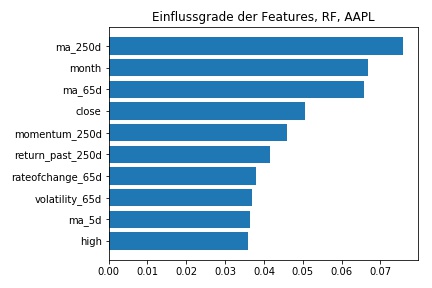 Einflussgrade der Features, RF, AAPL
ma_250d
month
ma_65d
close
momentum_250d
return_past_250d
rateofchange_65d
volatility_65d
ma_5d
high
0.00 0.01 0.02 0.03 0.04 0.05 0.06 0.07